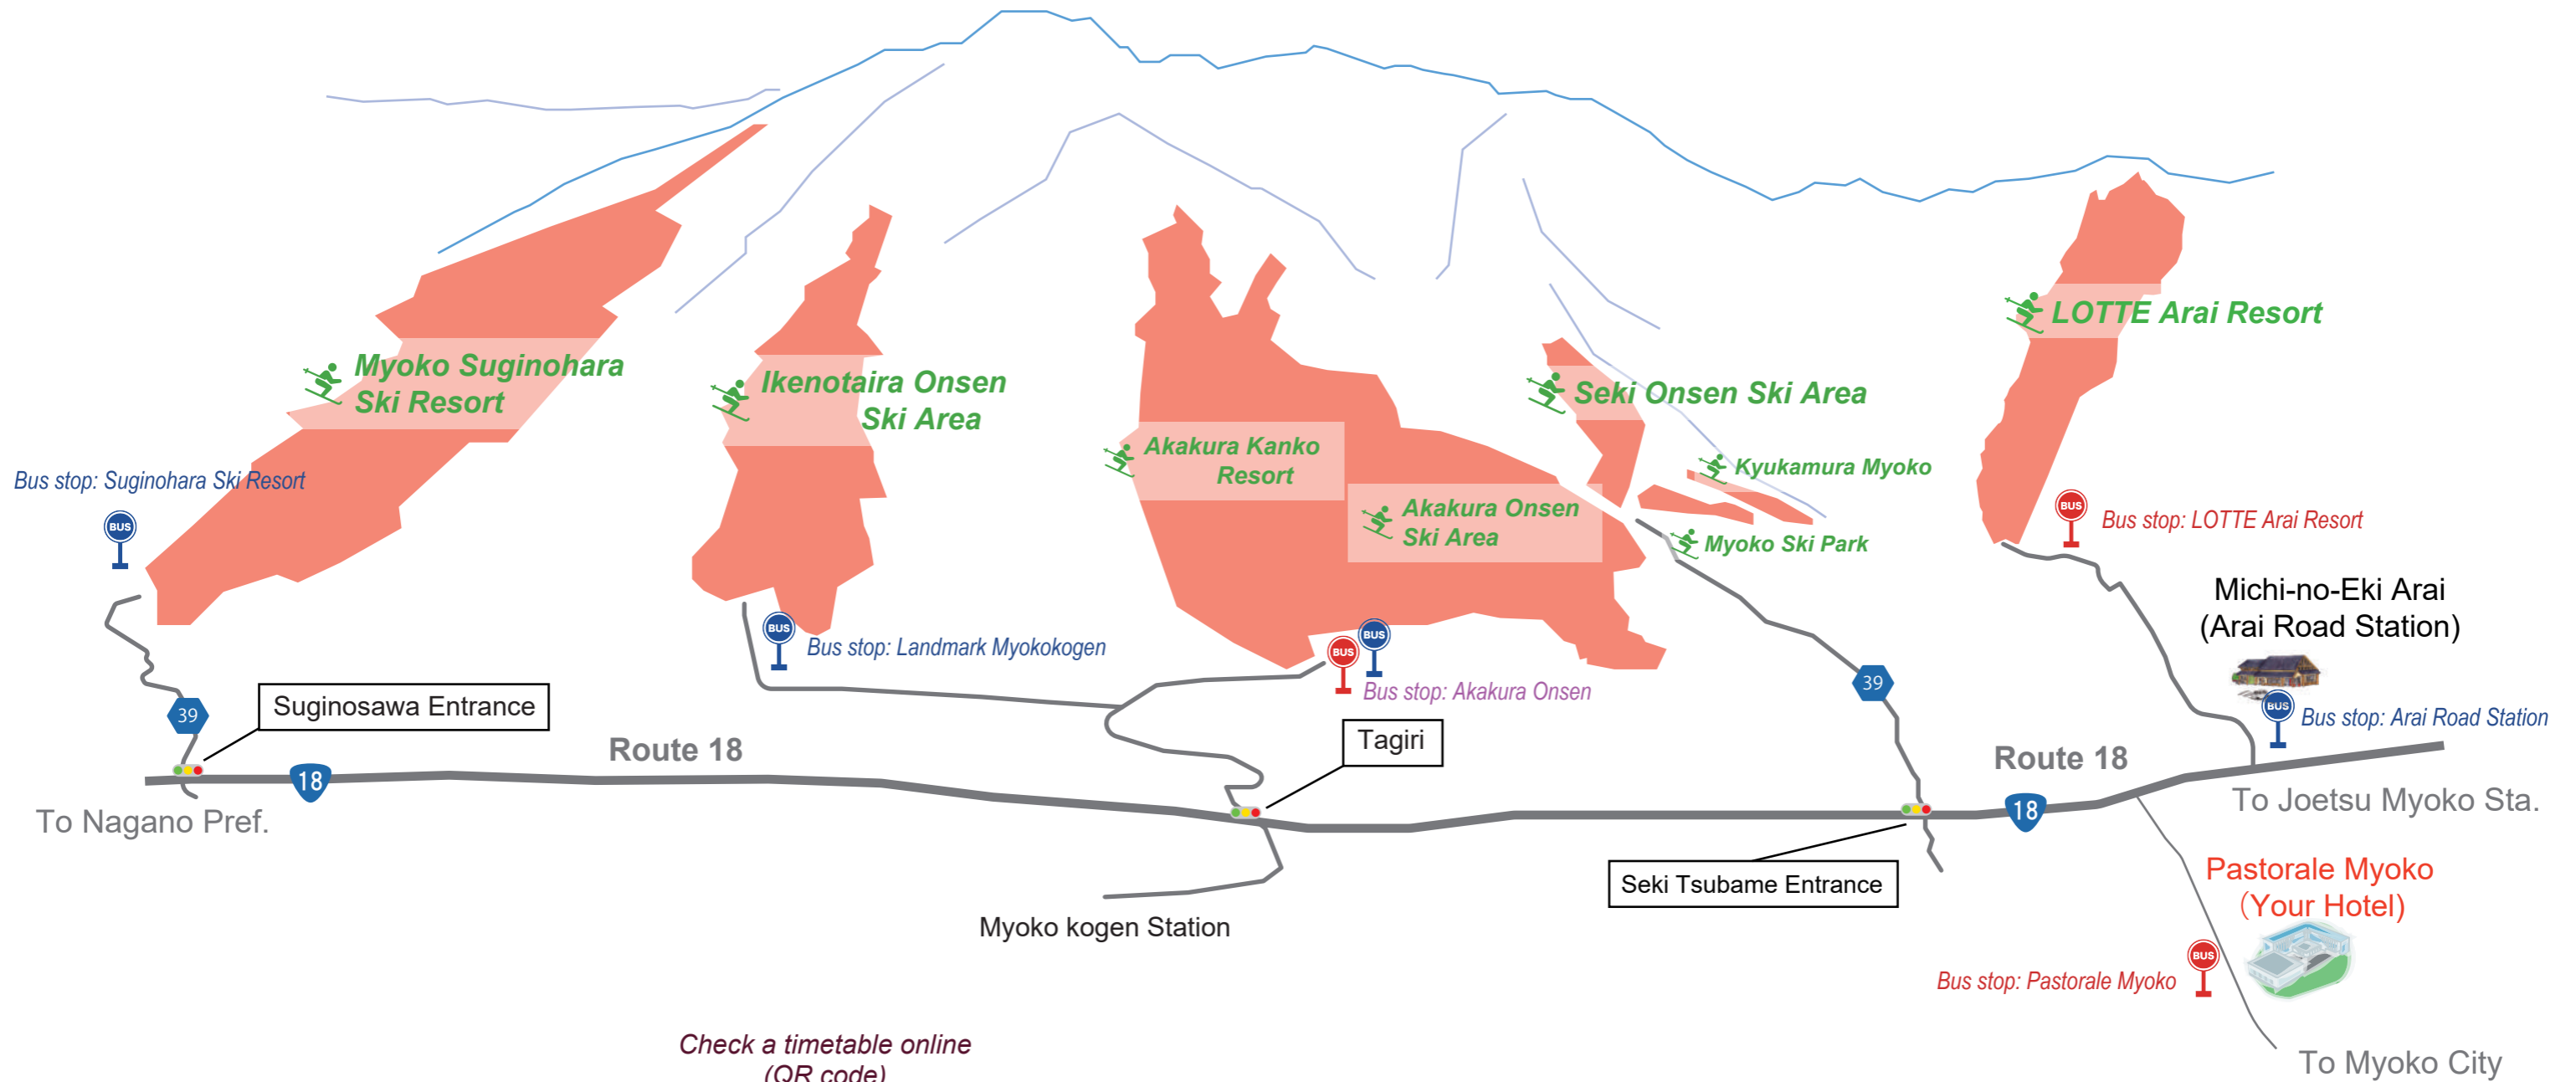 Myoko Suginohara
Ski Resort
Ikenotaira Onsen
Ski Area
Akakura Kanko
Resort
Akakura Onsen
Ski Area
Seki Onsen Ski Area
Kyukamura Myoko
Myoko Ski Park
LOTTE Arai Resort
Bus stop: Suginohara Ski Resort
BUS
BUS
Bus stop: Landmark Myokokogen
BUS
BUS
Bus stop: Akakura Onsen
BUS
Bus stop: LOTTE Arai Resort
Michi-no-Eki Arai
(Arai Road Station)
BUS
Bus stop: Arai Road Station
39
Suginosawa Entrance
Route 18
18
To Nagano Pref.
Tagiri
39
Route 18
18
To Joetsu Myoko Sta.
Seki Tsubame Entrance
Myoko kogen Station
Pastorale Myoko
(Your Hotel)
BUS
Bus stop: Pastorale Myoko
To Myoko City
Check a timetable online
(QR code)